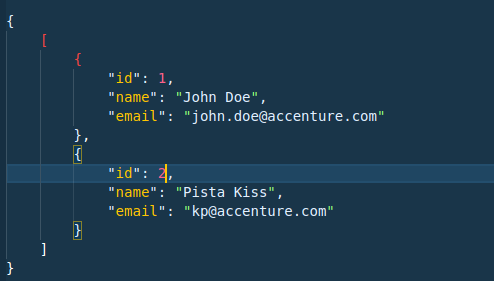 {
    [
        {
            "id": 1,
            "name": "John Doe",
            "email": "john.doe@accenture.com"
        },
        {
            "id": 2,
            "name": "Pista Kiss",
            "email": "kp@accenture.com"
        }
    ]
}